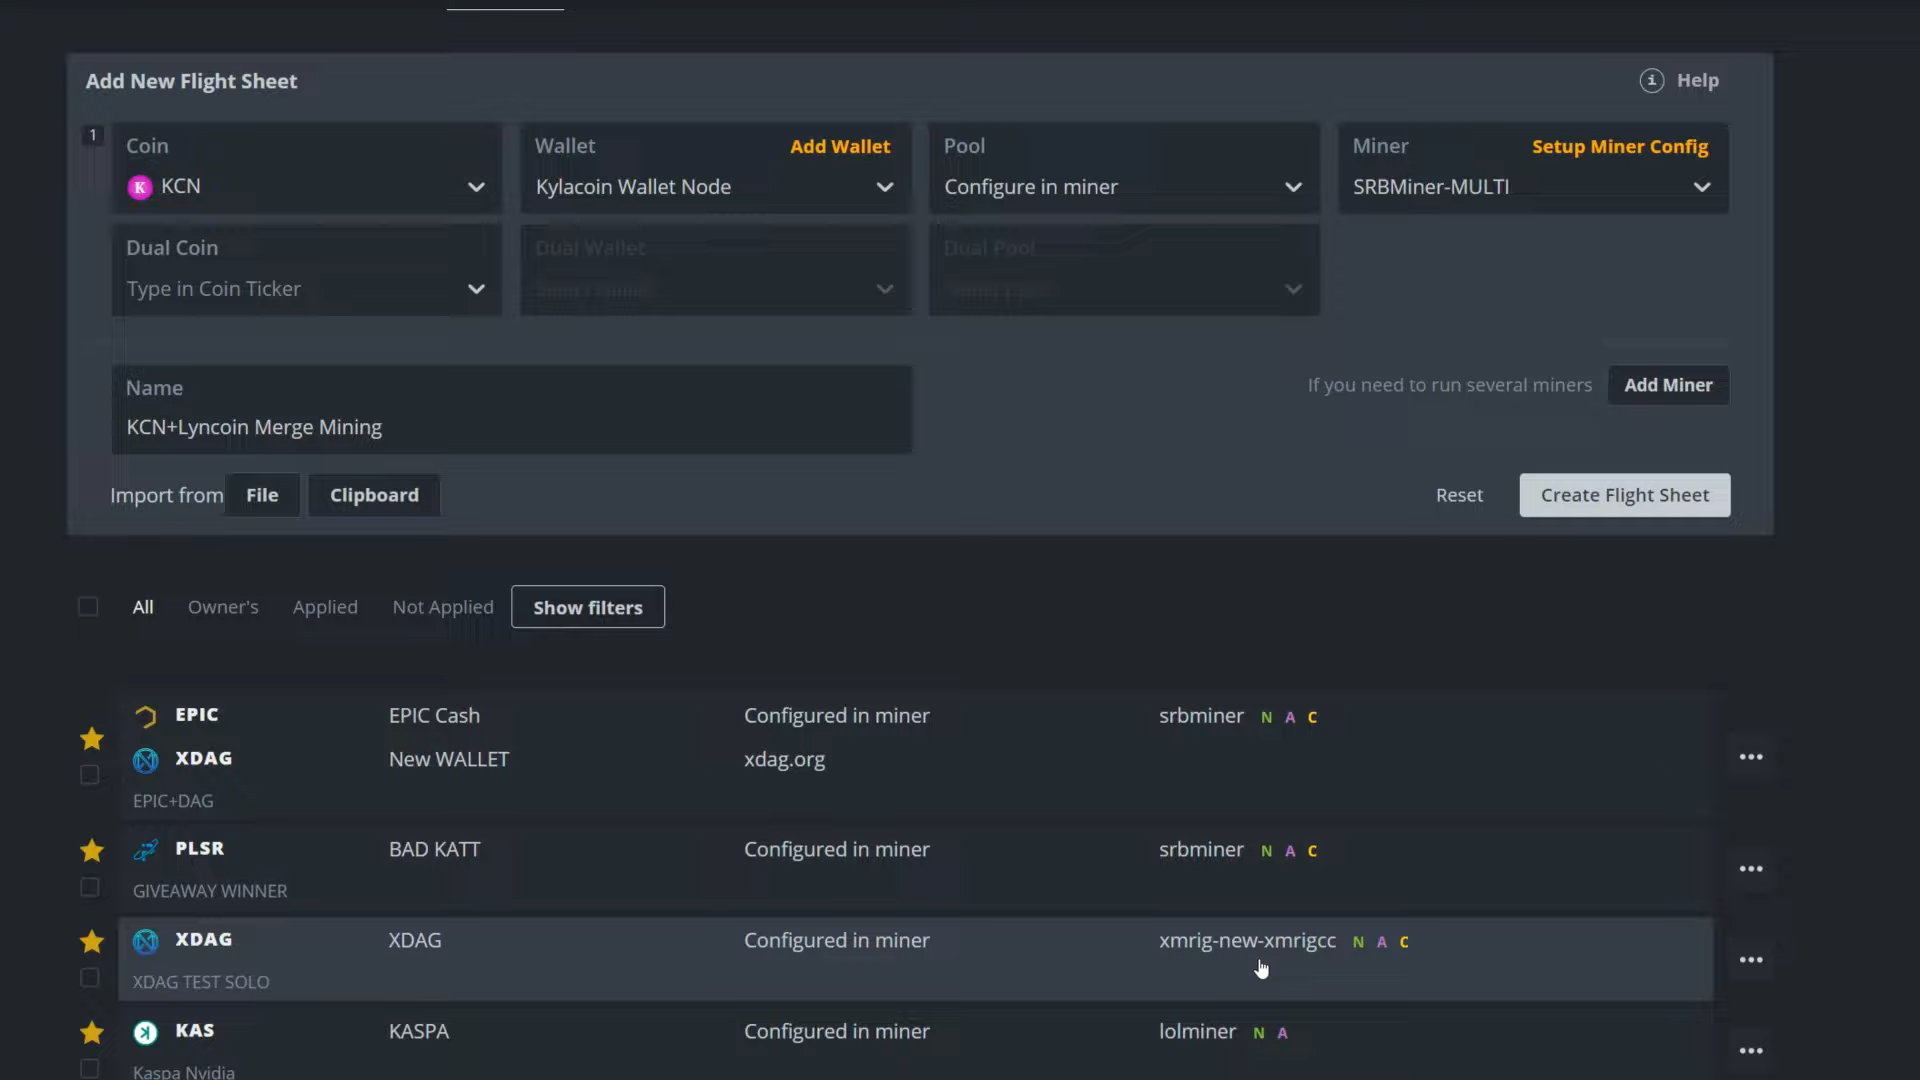 Add New Flight Sheet
Help
1
Coin
KCN
Wallet
Add Wallet
Kylacoin Wallet Node
Pool
Configure in miner
Miner
Setup Miner Config
SRBMiner-MULTI
Dual Coin
Type in Coin Ticker
Dual Wallet
Dual Pool
Name
KCN+Lyncoin Merge Mining
If you need to run several miners
Add Miner
Import from
File
Clipboard
Reset
Create Flight Sheet
All
Owner's
Applied
Not Applied
Show filters
EPIC
EPIC Cash
Configured in miner
srbminer N A C
XDAG
New WALLET
xdag.org
EPIC+DAG
PLSR
BAD KATT
Configured in miner
srbminer N A C
GIVEAWAY WINNER
XDAG
XDAG
Configured in miner
xmrig-new-xmrigcc N A C
XDAG TEST SOLO
KAS
KASPA
Configured in miner
lolminer N A
Kaspa Nvidia